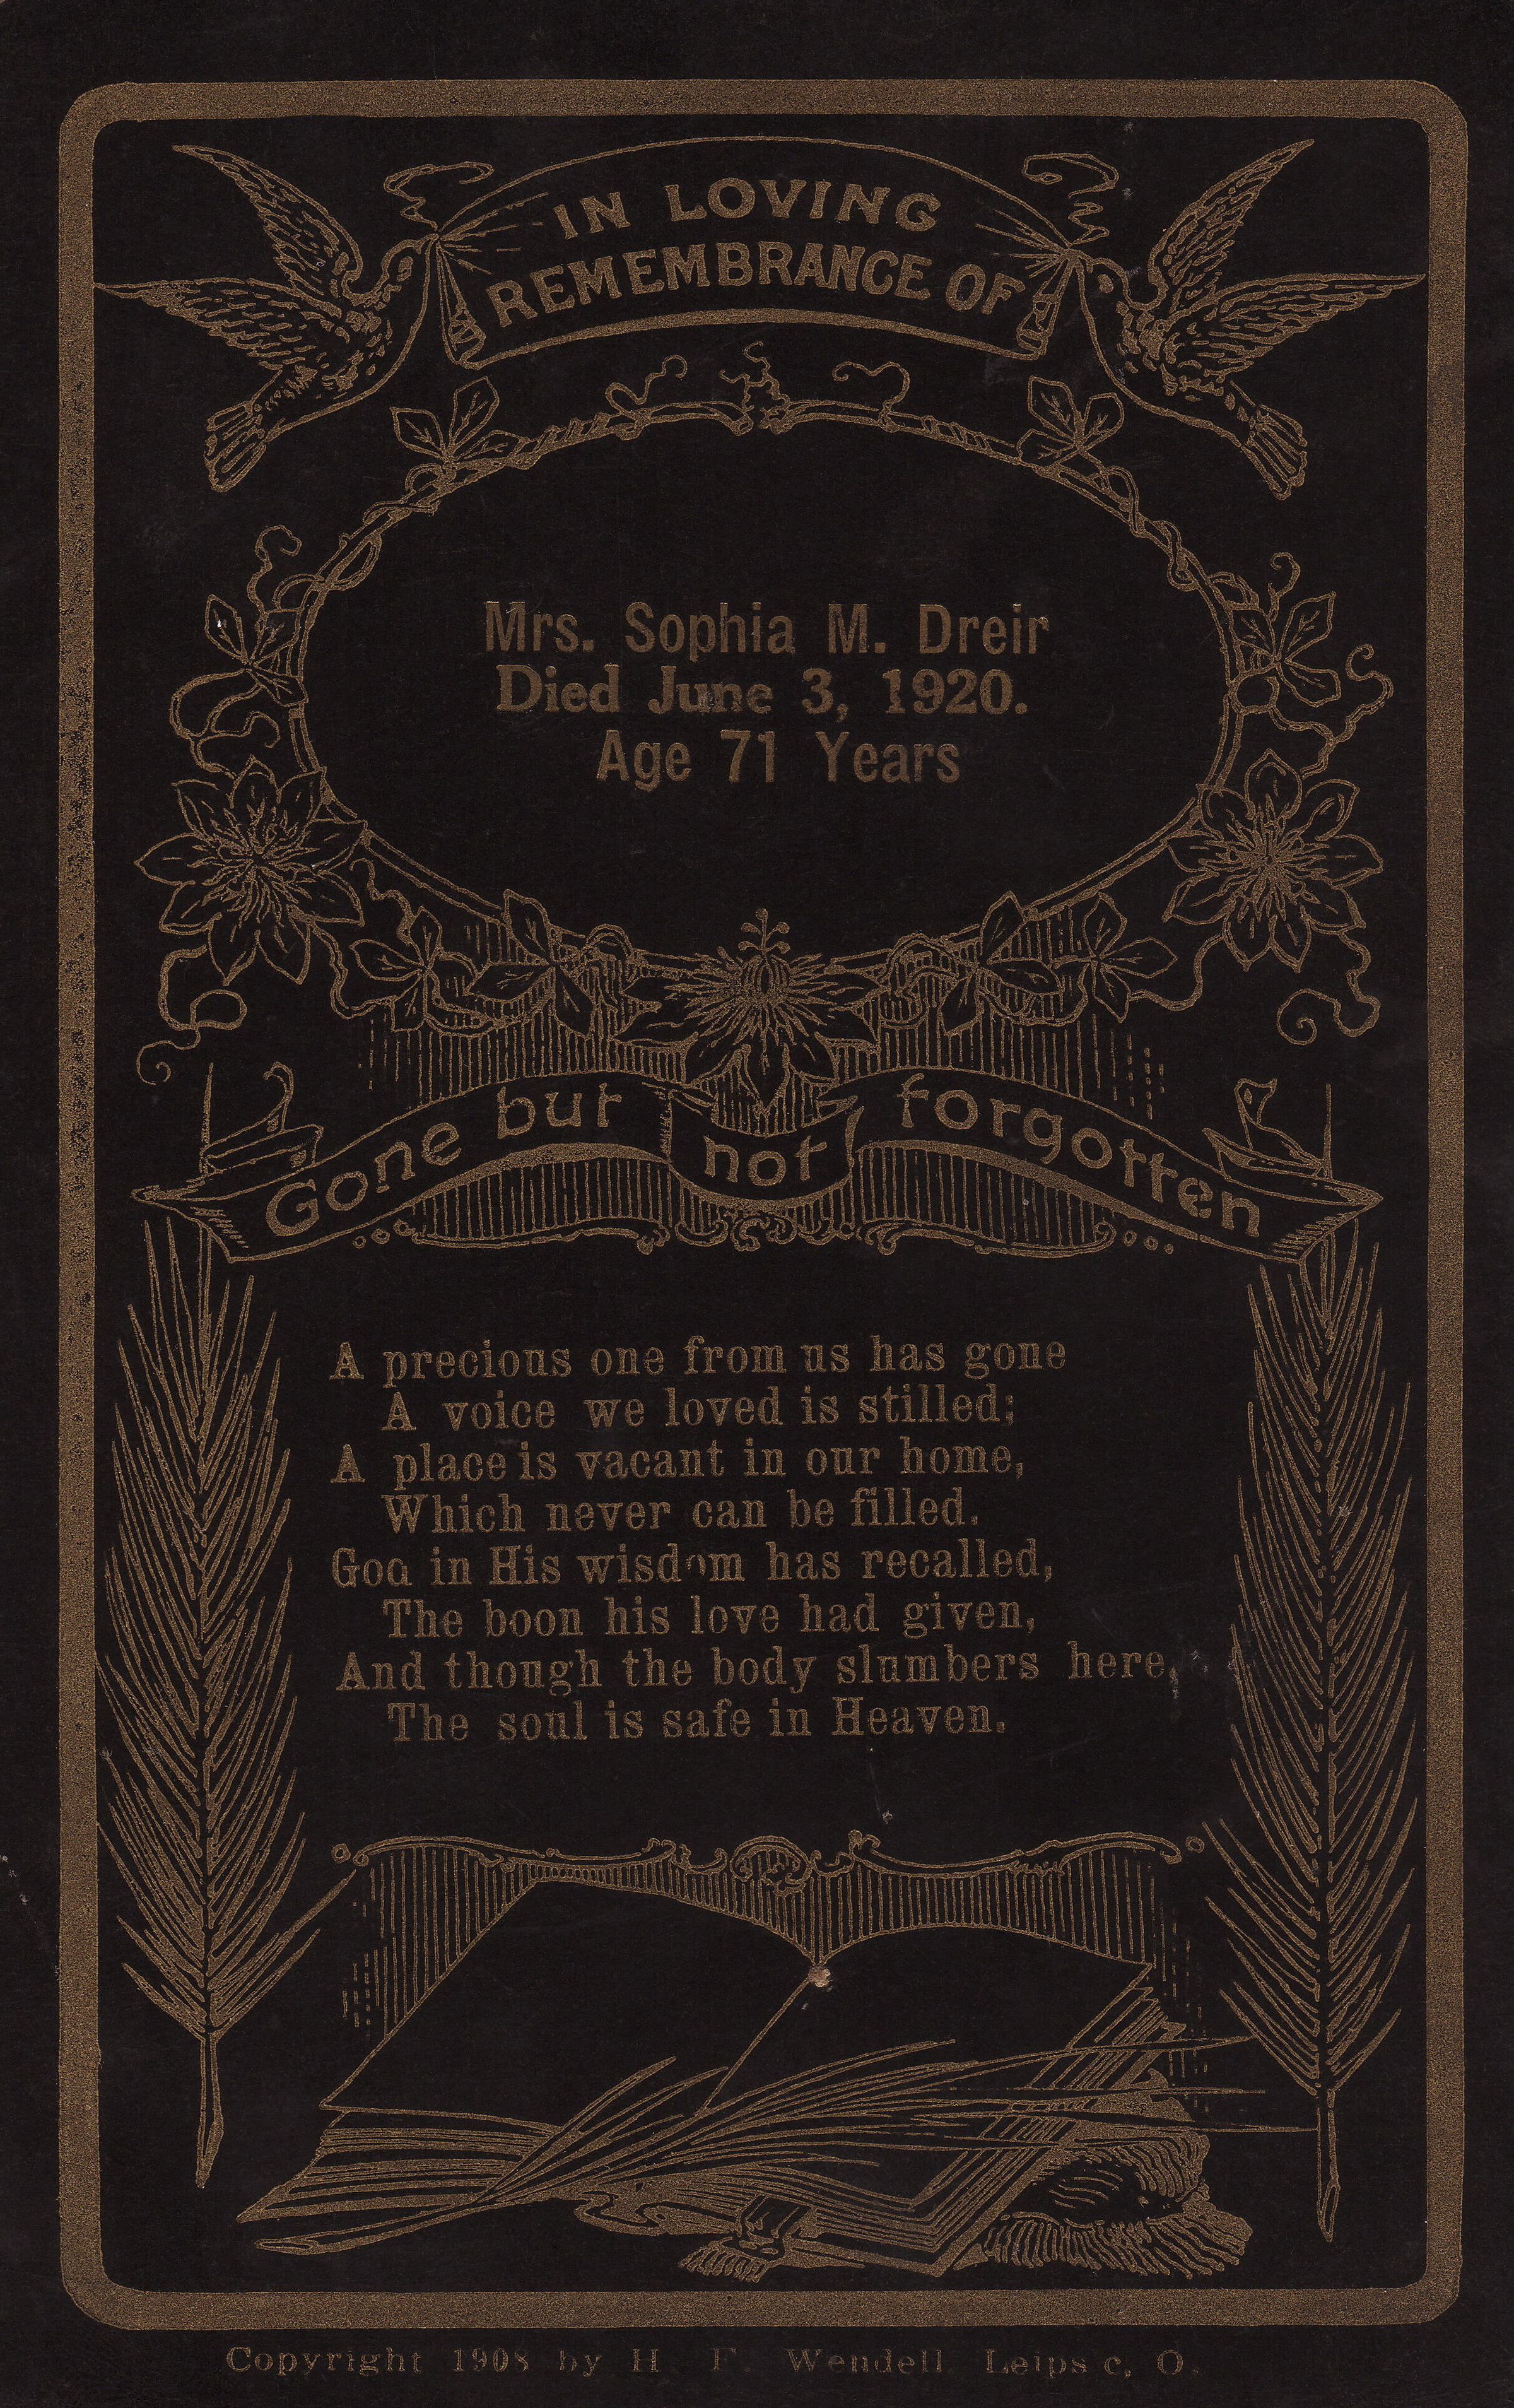 IN LOVING
REMEMBRANCE OF
Mrs. Sophia M. Dreir
Died June 3, 1920.
Age 71 Years
Gone but not forgotten
A precious one from us has gone
A voice we loved is stilled;
A place is vacant in our home,
Which never can be filled.
God in His wisdom has recalled,
The boon his love had given,
And though the body slumbers here,
The soul is safe in Heaven.
Copyright 1908 by H. F. Wendell, Leipsic, O.